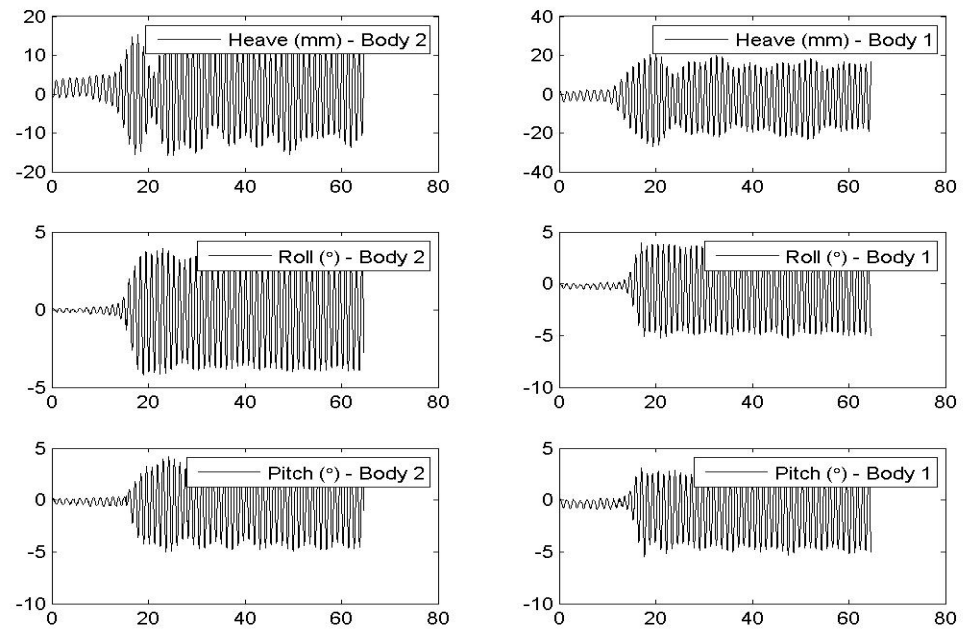 20
10
0
-10
-20
0 20 40 60 80
Heave (mm) - Body 2
40
20
0
-20
-40
0 20 40 60 80
Heave (mm) - Body 1
5
0
-5
0 20 40 60 80
Roll (°) - Body 2
5
0
-5
-10
0 20 40 60 80
Roll (°) - Body 1
5
0
-5
-10
0 20 40 60 80
Pitch (°) - Body 2
5
0
-5
-10
0 20 40 60 80
Pitch (°) - Body 1